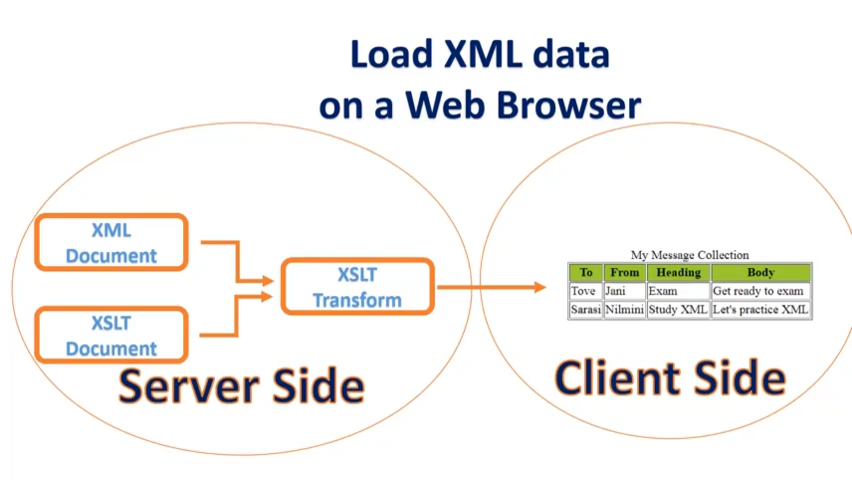 Load XML data
on a Web Browser
XML
Document
XSLT
Document
XSLT
Transform
Server Side
My Message Collection
To From Heading Body
Tove Jani Exam Get ready to exam
Sarasi Nilmini Study XML Let's practice XML
Client Side